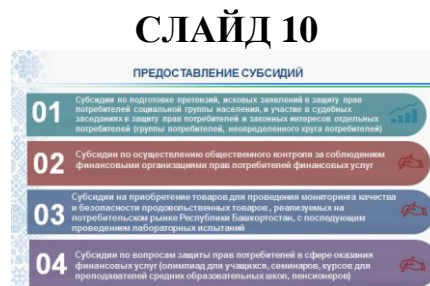 СЛАЙД 10
ПРЕДОСТАВЛЕНИЕ СУБСИДИЙ
01
Субсидии по подготовке претензий, исковых заявлений в защиту прав
потребителей социальной группы населения, и участие в судебных
заседаниях в защиту прав потребителей и законных интересов отдельных
потребителей (группы потребителей, неопределенного круга потребителей)
02
Субсидии по осуществлению общественного контроля за соблюдением
финансовыми организациями прав потребителей финансовых услуг
03
Субсидии на приобретение товаров для проведения мониторинга качества
и безопасности продовольственных товаров , реализуемых на
потребительском рынке Республики Башкортостан, с последующим
проведением лабораторных испытаний
04
Субсидии по вопросам защиты прав потребителей в сфере оказания
финансовых услуг (олимпиад для учащихся, семинаров, курсов для
преподавателей средних образовательных школ, пенсионеров)